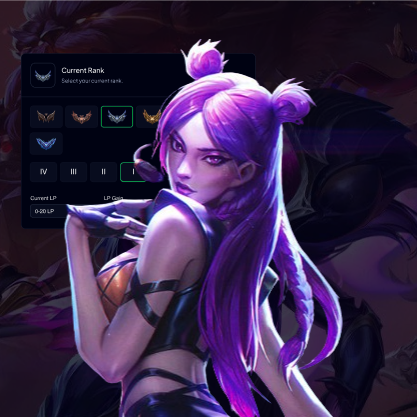 Current Rank
Select your current rank.
IV III II I
Current LP LP Gain
0-20 LP